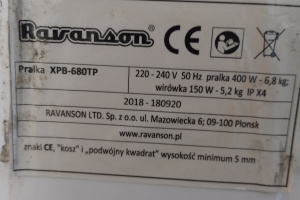 Ravanson CE
Pralka XPB-680TP
220 - 240 V 50 Hz pralka 400 W - 6,8 kg;
wirówka 150 W - 5,2 kg IP X4
2018 - 180920
RAVANSON LTD. Sp. z o.o. ul. Mazowiecka 6; 09-100 Płonsk
www.ravanson.pl
znaki CE, "kosz" i „podwójny kwadrat" wysokość minimum 5 mm